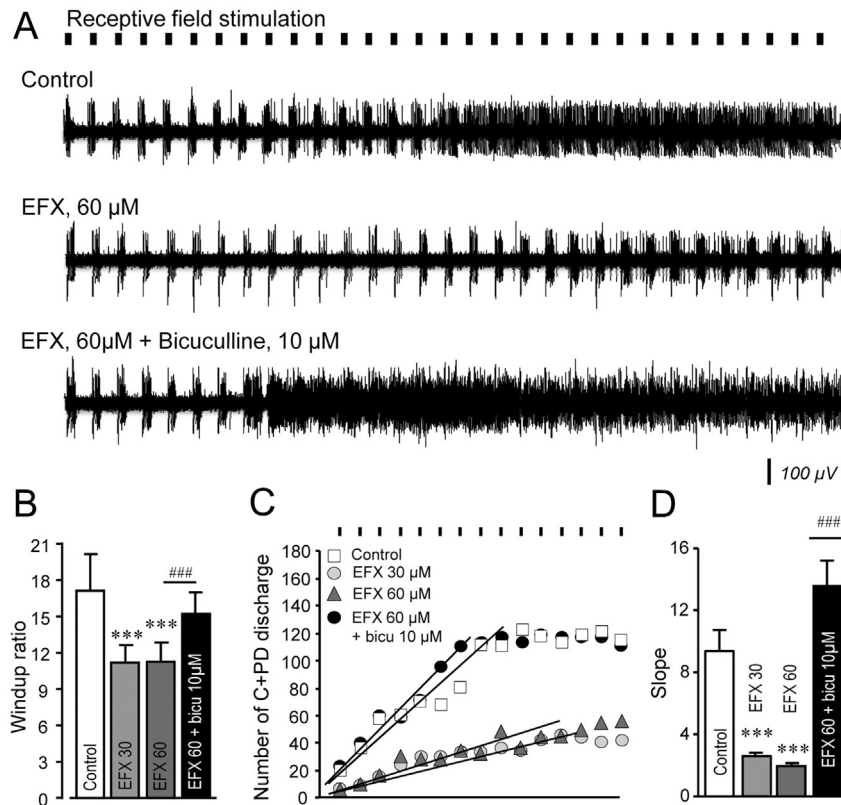 A
Receptive field stimulation
Control
EFX, 60 µM
EFX, 60µM + Bicuculline, 10 µM
100 µV
B
Windup ratio
21
18
15
12
9
6
3
0
***
***
###
Control
EFX 30
EFX 60
EFX 60 + bicu 10µM
C
Number of C+PD discharge
180
160
140
120
100
80
60
40
20
0
Control
EFX 30 µM
EFX 60 µM
EFX 60 µM
+ bicu 10 µM
D
Slope
16
12
8
4
0
###
Control
EFX 30
EFX 60
***
***
EFX 60 + bicu 10µM